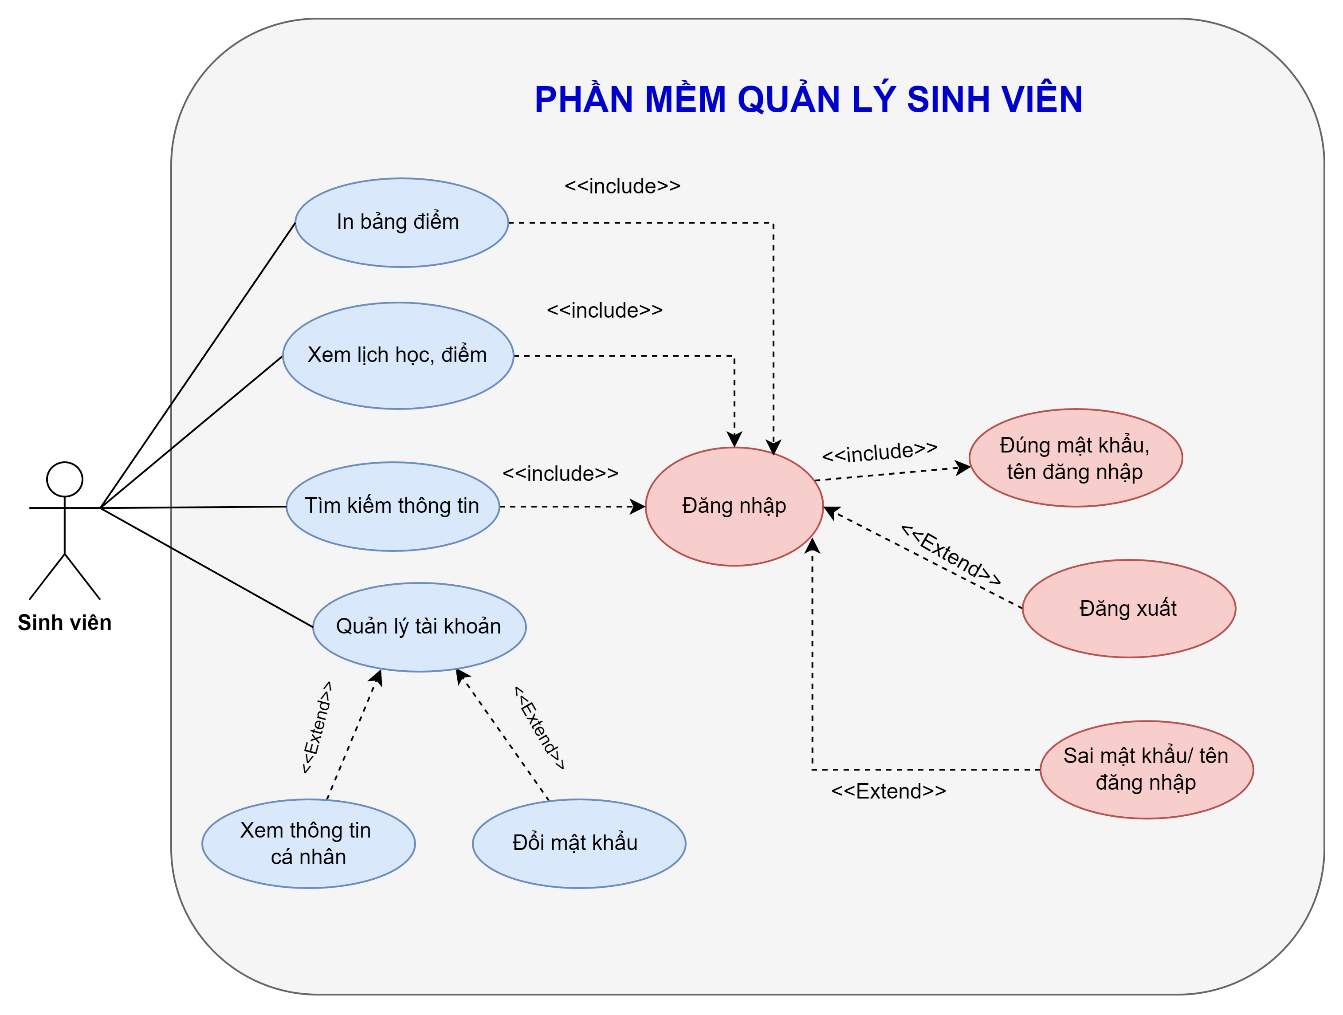 PHẦN MỀM QUẢN LÝ SINH VIÊN
<<include>>
In bảng điểm
<<include>>
Xem lịch học, điểm
<<include>>
Tìm kiếm thông tin
Đăng nhập
<<include>>
Đúng mật khẩu,
tên đăng nhập
<<Extend>>
Đăng xuất
Sinh viên
Quản lý tài khoản
<<Extend>>
<<Extend>>
Sai mật khẩu/ tên
đăng nhập
<<Extend>>
Xem thông tin
cá nhân
Đổi mật khẩu